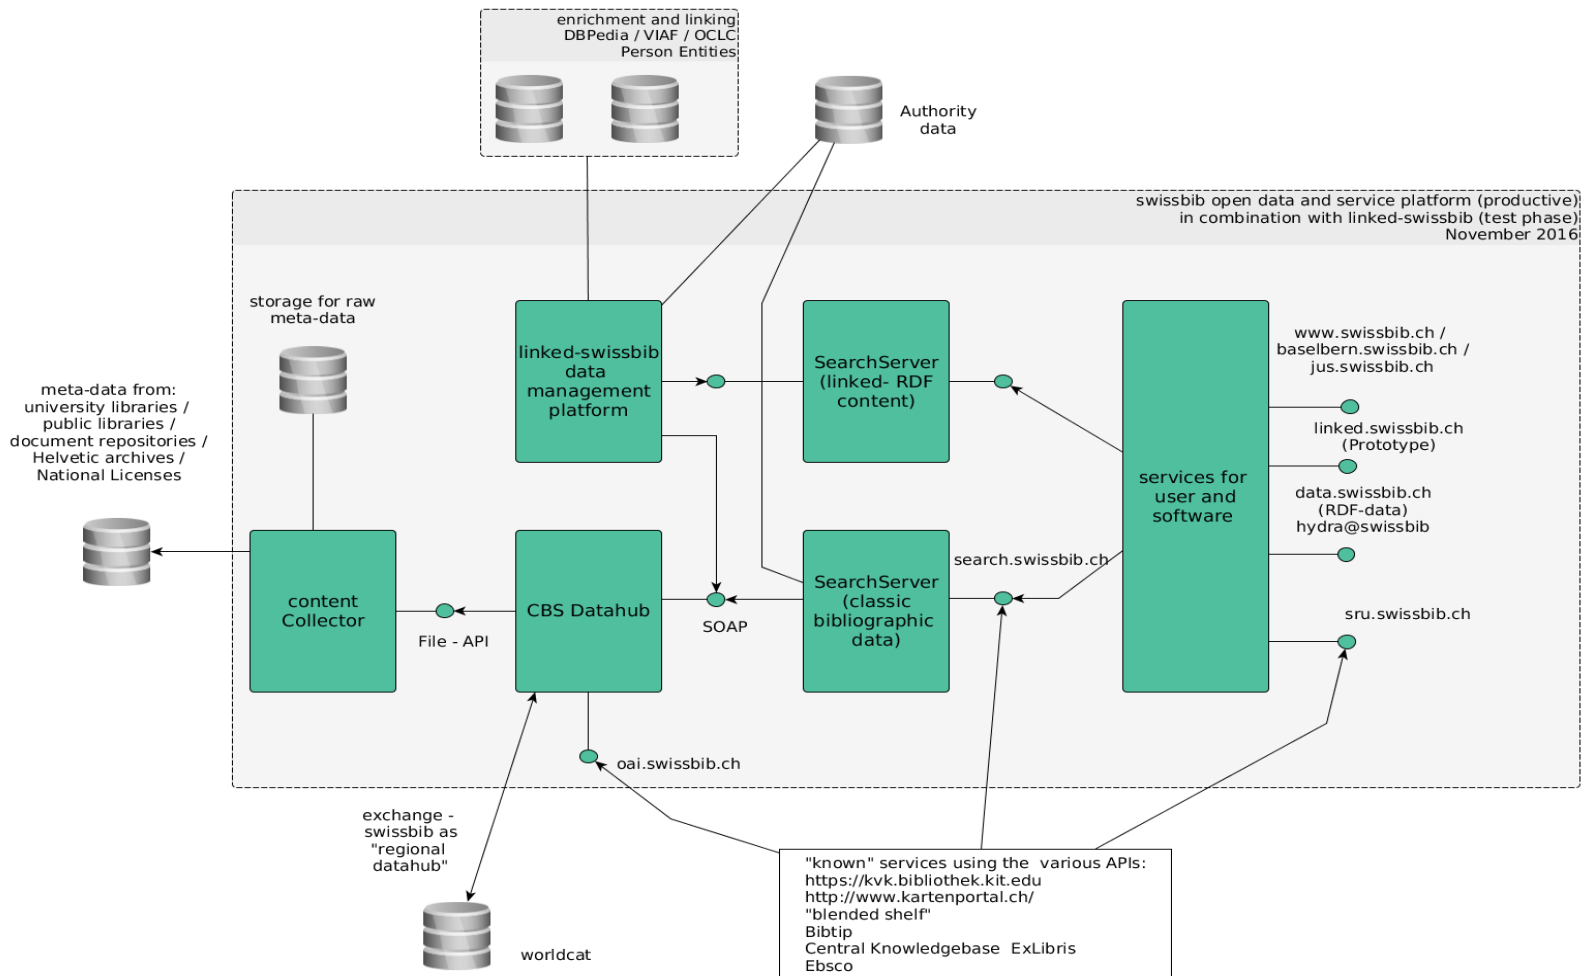 enrichment and linking
DBPedia / VIAF / OCLC
Person Entities
Authority
data
swissbib open data and service platform (productive)
in combination with linked-swissbib (test phase)
November 2016
storage for raw
meta-data
linked-swissbib
data
management
platform
SearchServer
(linked- RDF
content)
www.swissbib.ch /
baselbern.swissbib.ch /
jus.swissbib.ch
linked.swissbib.ch
(Prototype)
data.swissbib.ch
(RDF-data)
hydra@swissbib
services for
user and
software
meta-data from:
university libraries /
public libraries /
document repositories /
Helvetic archives /
National Licenses
content
Collector
File - API
CBS Datahub
SOAP
SearchServer
(classic
bibliographic
data)
search.swissbib.ch
sru.swissbib.ch
oai.swissbib.ch
exchange -
swissbib as
"regional
datahub"
worldcat
"known" services using the  various APIs:
https://kvk.bibliothek.kit.edu
http://www.kartenportal.ch/
"blended shelf"
Bibtip
Central Knowledgebase  ExLibris
Ebsco